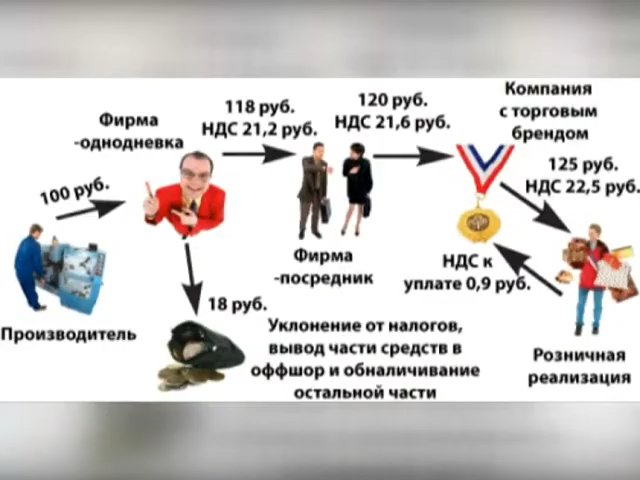 Фирма
-однодневка
118 руб.
НДС 21,2 руб.
120 руб.
НДС 21,6 руб.
Компания
с торговым
брендом
125 руб.
НДС 22,5 руб.
100 руб.
Производитель
18 руб.
Фирма
-посредник
НДС к
уплате 0,9 руб.
Уклонение от налогов,
вывод части средств в
оффшор и обналичивание
остальной части
Розничная
реализация